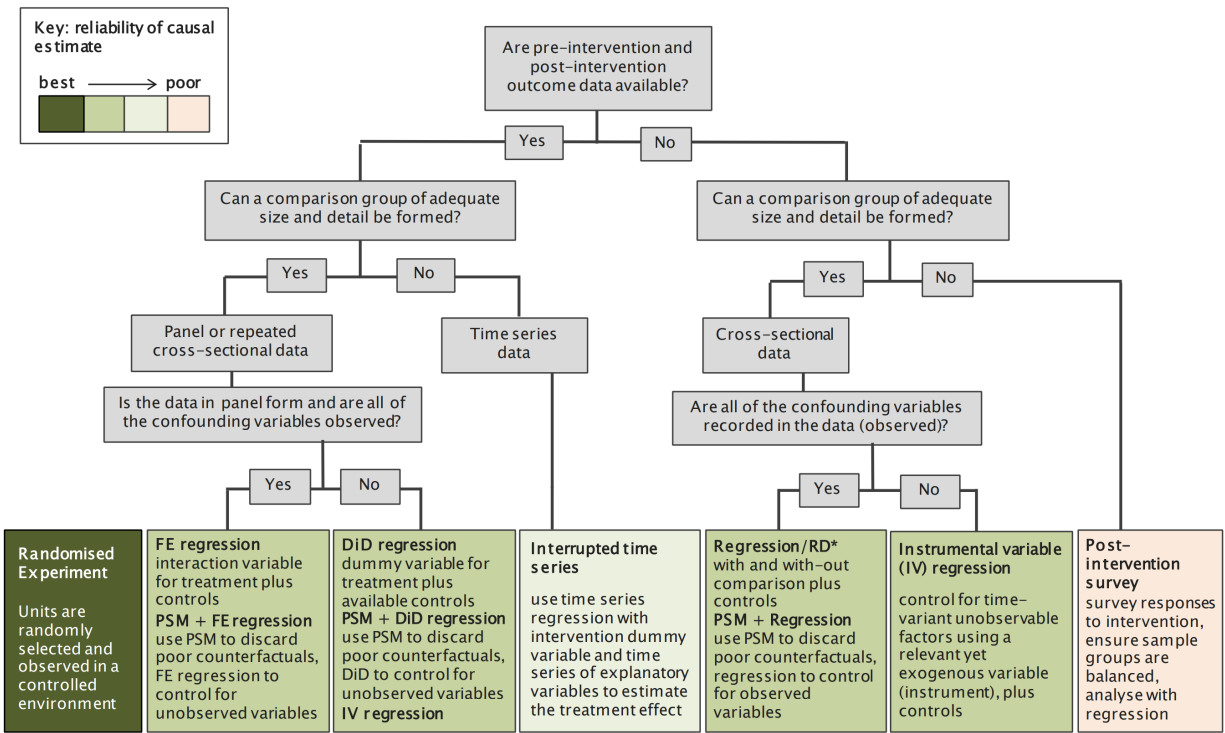 Key: reliability of causal
estimate
best
poor
Are pre-intervention and
post-intervention
outcome data available?
Yes
No
Can a comparison group of adequate
size and detail be formed?
Can a comparison group of adequate
size and detail be formed?
Yes
No
Yes
No
Panel or repeated
cross-sectional data
Time series
data
Cross-sectional
data
Is the data in panel form and are all of
the confounding variables observed?
Are all of the confounding variables
recorded in the data (observed)?
Yes
No
Yes
No
Randomised
Experiment
Units are
randomly
selected and
observed in a
controlled
environment
FE regression
interaction variable
for treatment plus
controls
PSM + FE regression
use PSM to discard
poor counterfactuals,
FE regression to
control for
unobserved variables
DiD regression
dummy variable for
treatment plus
available controls
PSM + DiD regression
use PSM to discard
poor counterfactuals,
DiD to control for
unobserved variables
IV regression
Interrupted time
series
use time series
regression with
intervention dummy
variable and time
series of explanatory
variables to estimate
the treatment effect
Regression/RD*
with and with-out
comparison plus
controls
PSM + Regression
use PSM to discard
poor counterfactuals,
regression to control
for observed
variables
Instrumental variable
(IV) regression
control for time-
variant unobservable
factors using a
relevant yet
exogenous variable
(instrument), plus
controls
Post-
intervention
survey
survey responses
to intervention,
ensure sample
groups are
balanced,
analyse with
regression